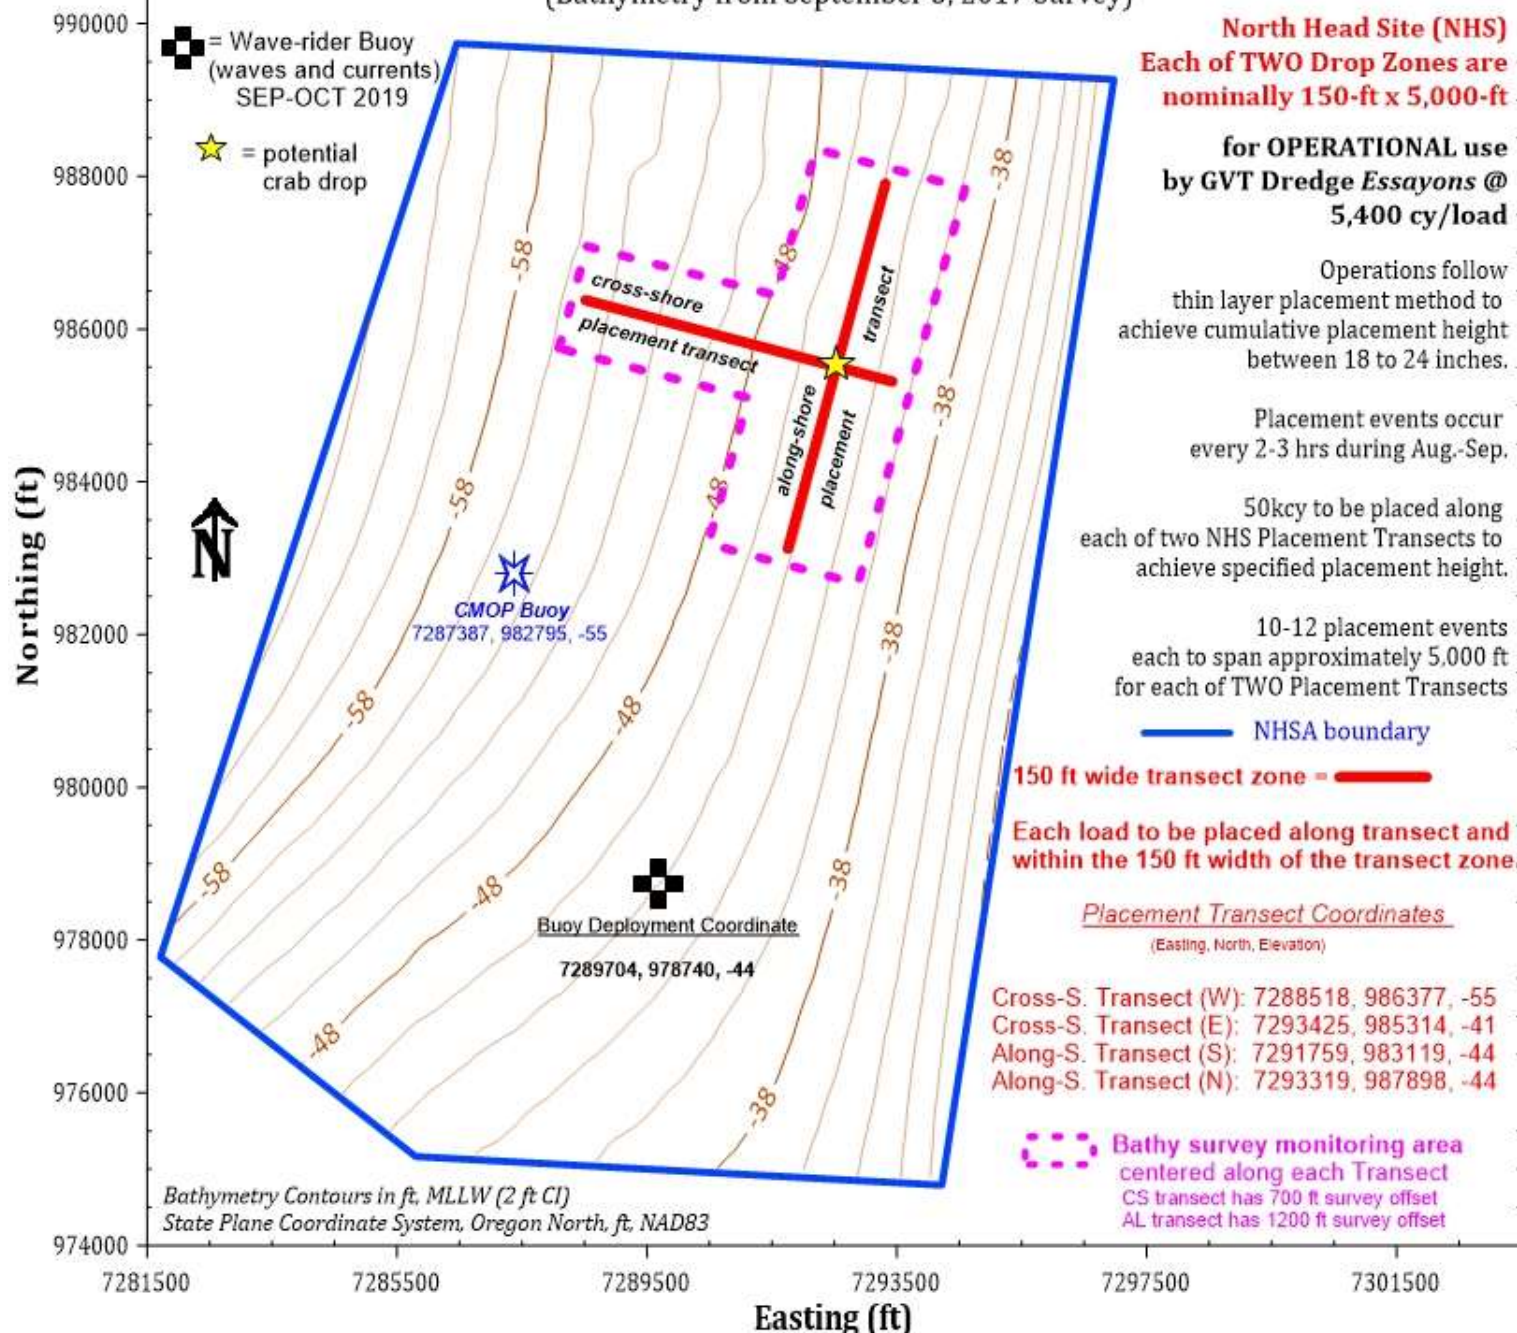 (Bathymetry from September 6, 2017 Survey)
= Wave-rider Buoy
(waves and currents)
SEP-OCT 2019
= potential
crab drop
North Head Site (NHS)
Each of TWO Drop Zones are
nominally 150-ft x 5,000-ft
for OPERATIONAL use
by GVT Dredge Essayons @
5,400 cy/load
Operations follow
thin layer placement method to
achieve cumulative placement height
between 18 to 24 inches.
Placement events occur
every 2-3 hrs during Aug.-Sep.
50kcy to be placed along
each of two NHS Placement Transects to
achieve specified placement height.
10-12 placement events
each to span approximately 5,000 ft
for each of TWO Placement Transects
NHSA boundary
150 ft wide transect zone =
Each load to be placed along transect and
within the 150 ft width of the transect zone.
Placement Transect Coordinates
(Easting, North, Elevation)
Cross-S. Transect (W): 7288518, 986377, -55
Cross-S. Transect (E): 7293425, 985314, -41
Along-S. Transect (S): 7291759, 983119, -44
Along-S. Transect (N): 7293319, 987898, -44
Bathy survey monitoring area
centered along each Transect
CS transect has 700 ft survey offset
AL transect has 1200 ft survey offset
cross-shore
placement transect
along-shore
placement
transect
-58
-58
-58
-58
-48
-48
-48
-48
-48
-38
-38
-38
-38
-38
N
CMOP Buoy
7287387, 982795, -55
Buoy Deployment Coordinate
7289704, 978740, -44
Bathymetry Contours in ft, MLLW (2 ft CI)
State Plane Coordinate System, Oregon North, ft, NAD83
Northing (ft)
990000
988000
986000
984000
982000
980000
978000
976000
974000
7281500
7285500
7289500
7293500
7297500
7301500
Easting (ft)